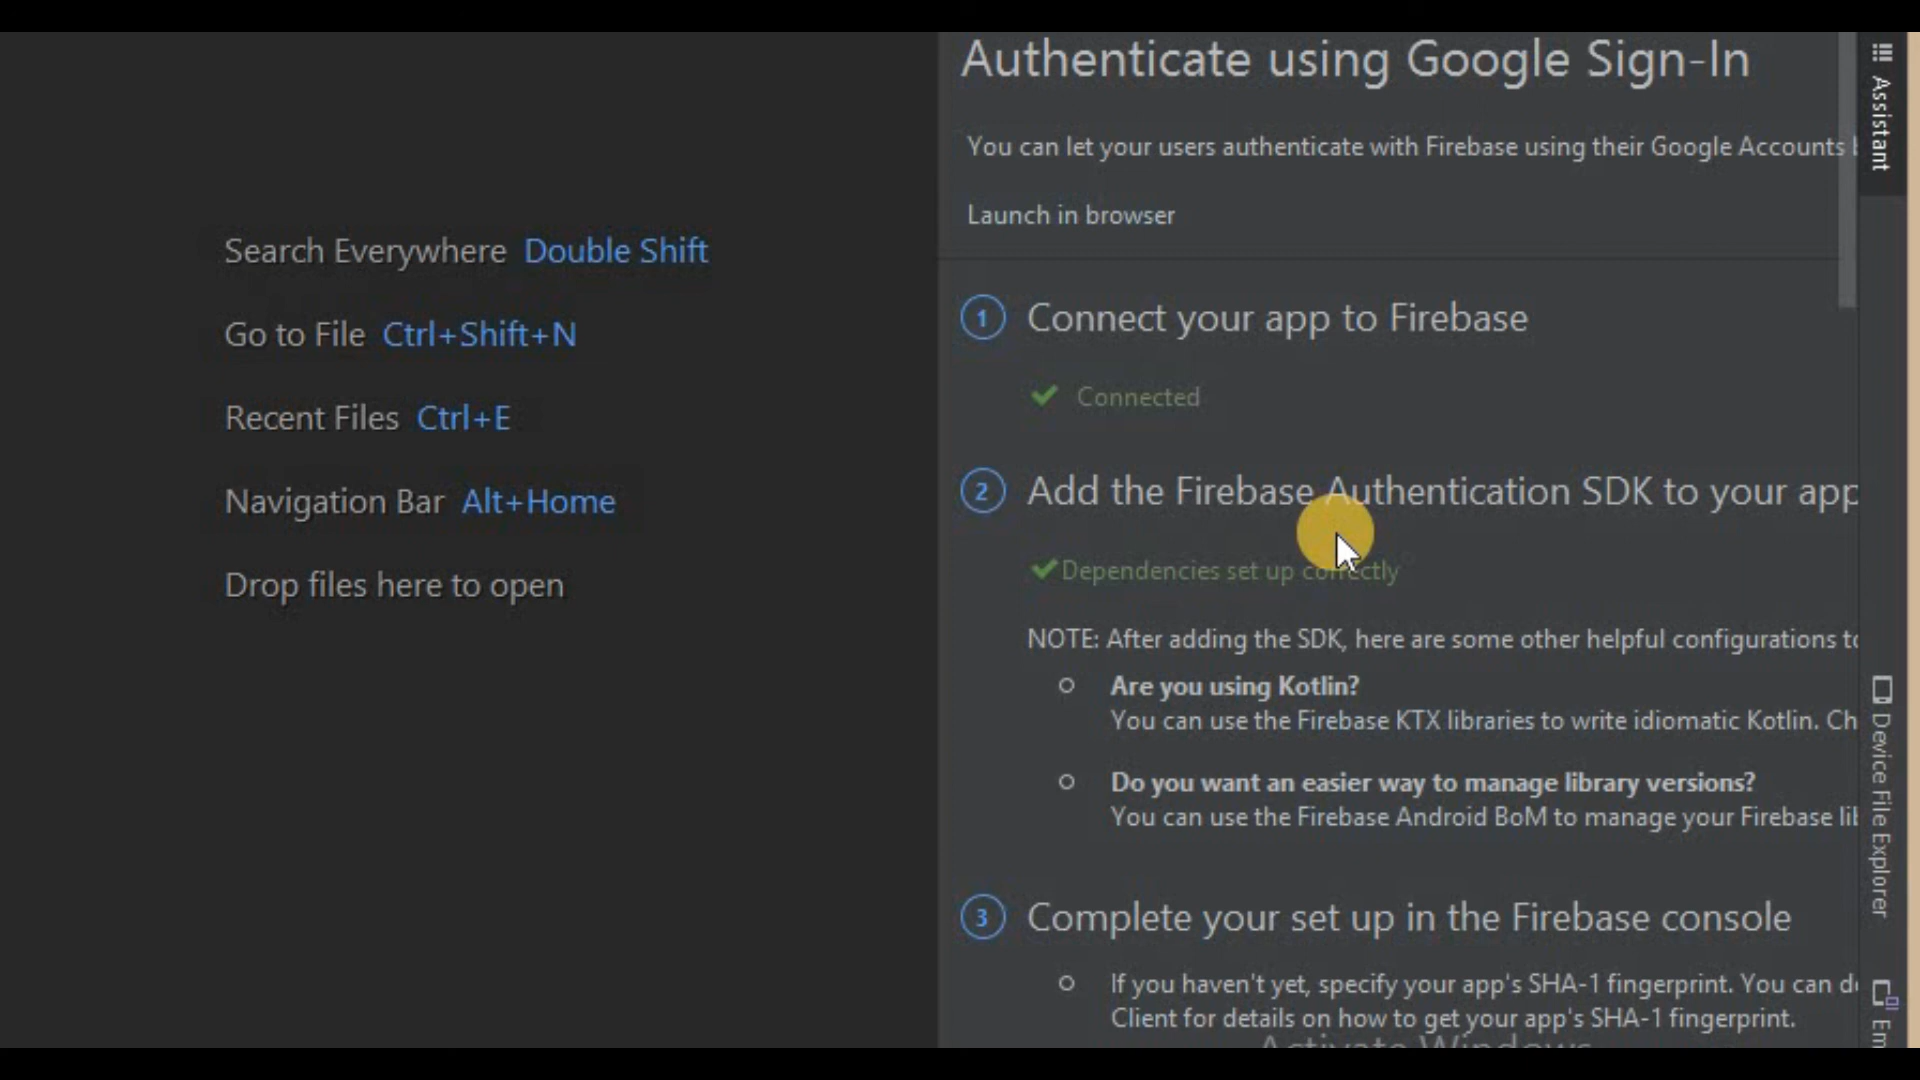 Search Everywhere Double Shift
Go to File Ctrl+Shift+N
Recent Files Ctrl+E
Navigation Bar Alt+Home
Drop files here to open
Authenticate using Google Sign-In
You can let your users authenticate with Firebase using their Google Accounts
Launch in browser
1 Connect your app to Firebase
Connected
2 Add the Firebase Authentication SDK to your app
Dependencies set up correctly
NOTE: After adding the SDK, here are some other helpful configurations to
Are you using Kotlin?
You can use the Firebase KTX libraries to write idiomatic Kotlin. Ch
Do you want an easier way to manage library versions?
You can use the Firebase Android BoM to manage your Firebase lib
3 Complete your set up in the Firebase console
If you haven't yet, specify your app's SHA-1 fingerprint. You can do
Client for details on how to get your app's SHA-1 fingerprint.
Activate Windows
Assistant
Device File Explorer
Em